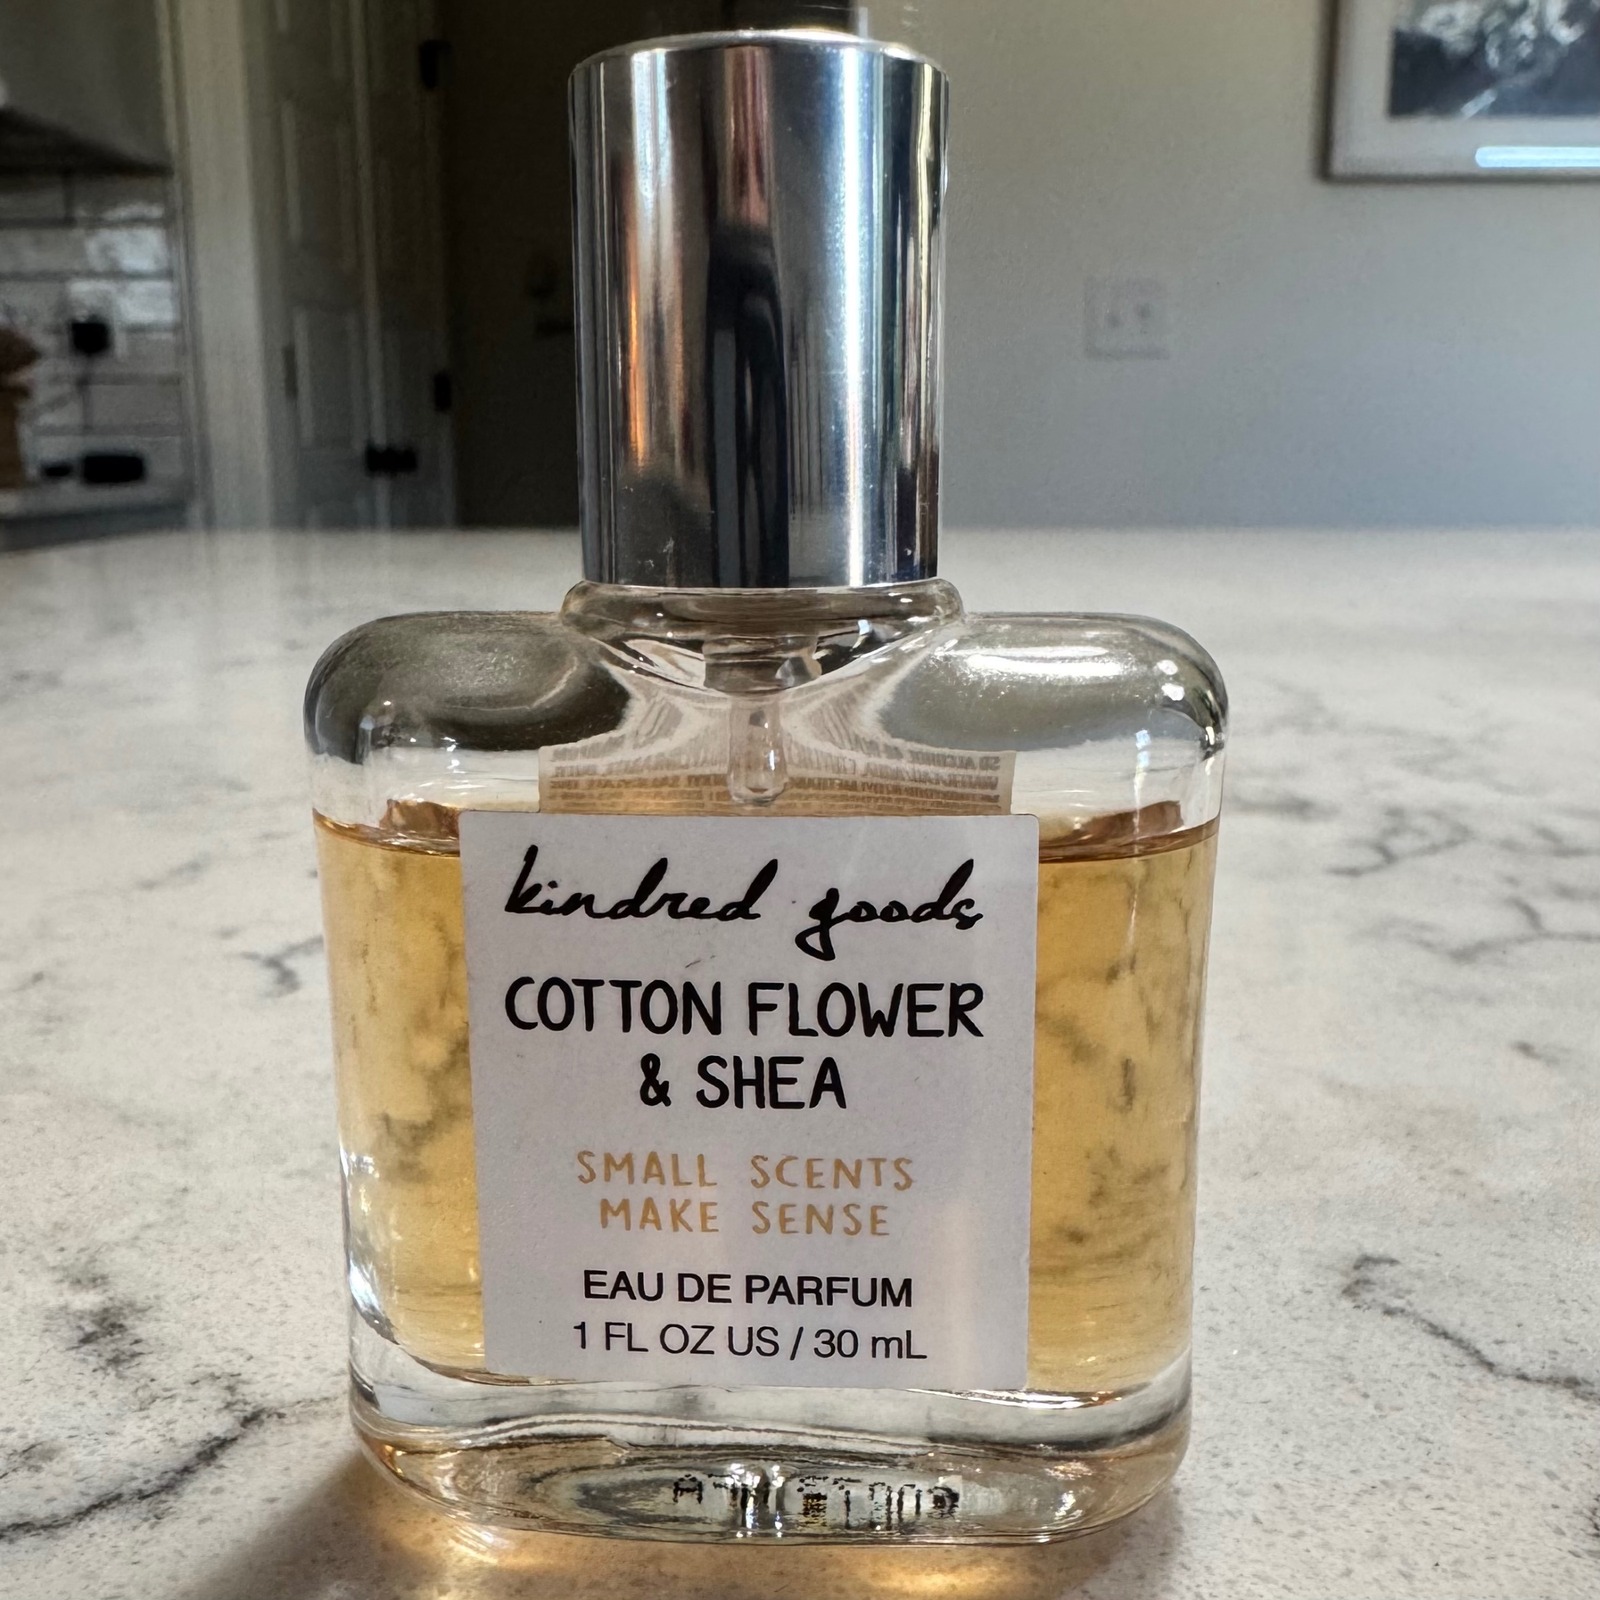 kindred goods
COTTON FLOWER
& SHEA
SMALL SCENTS
MAKE SENSE
EAU DE PARFUM
1 FL OZ US / 30 mL